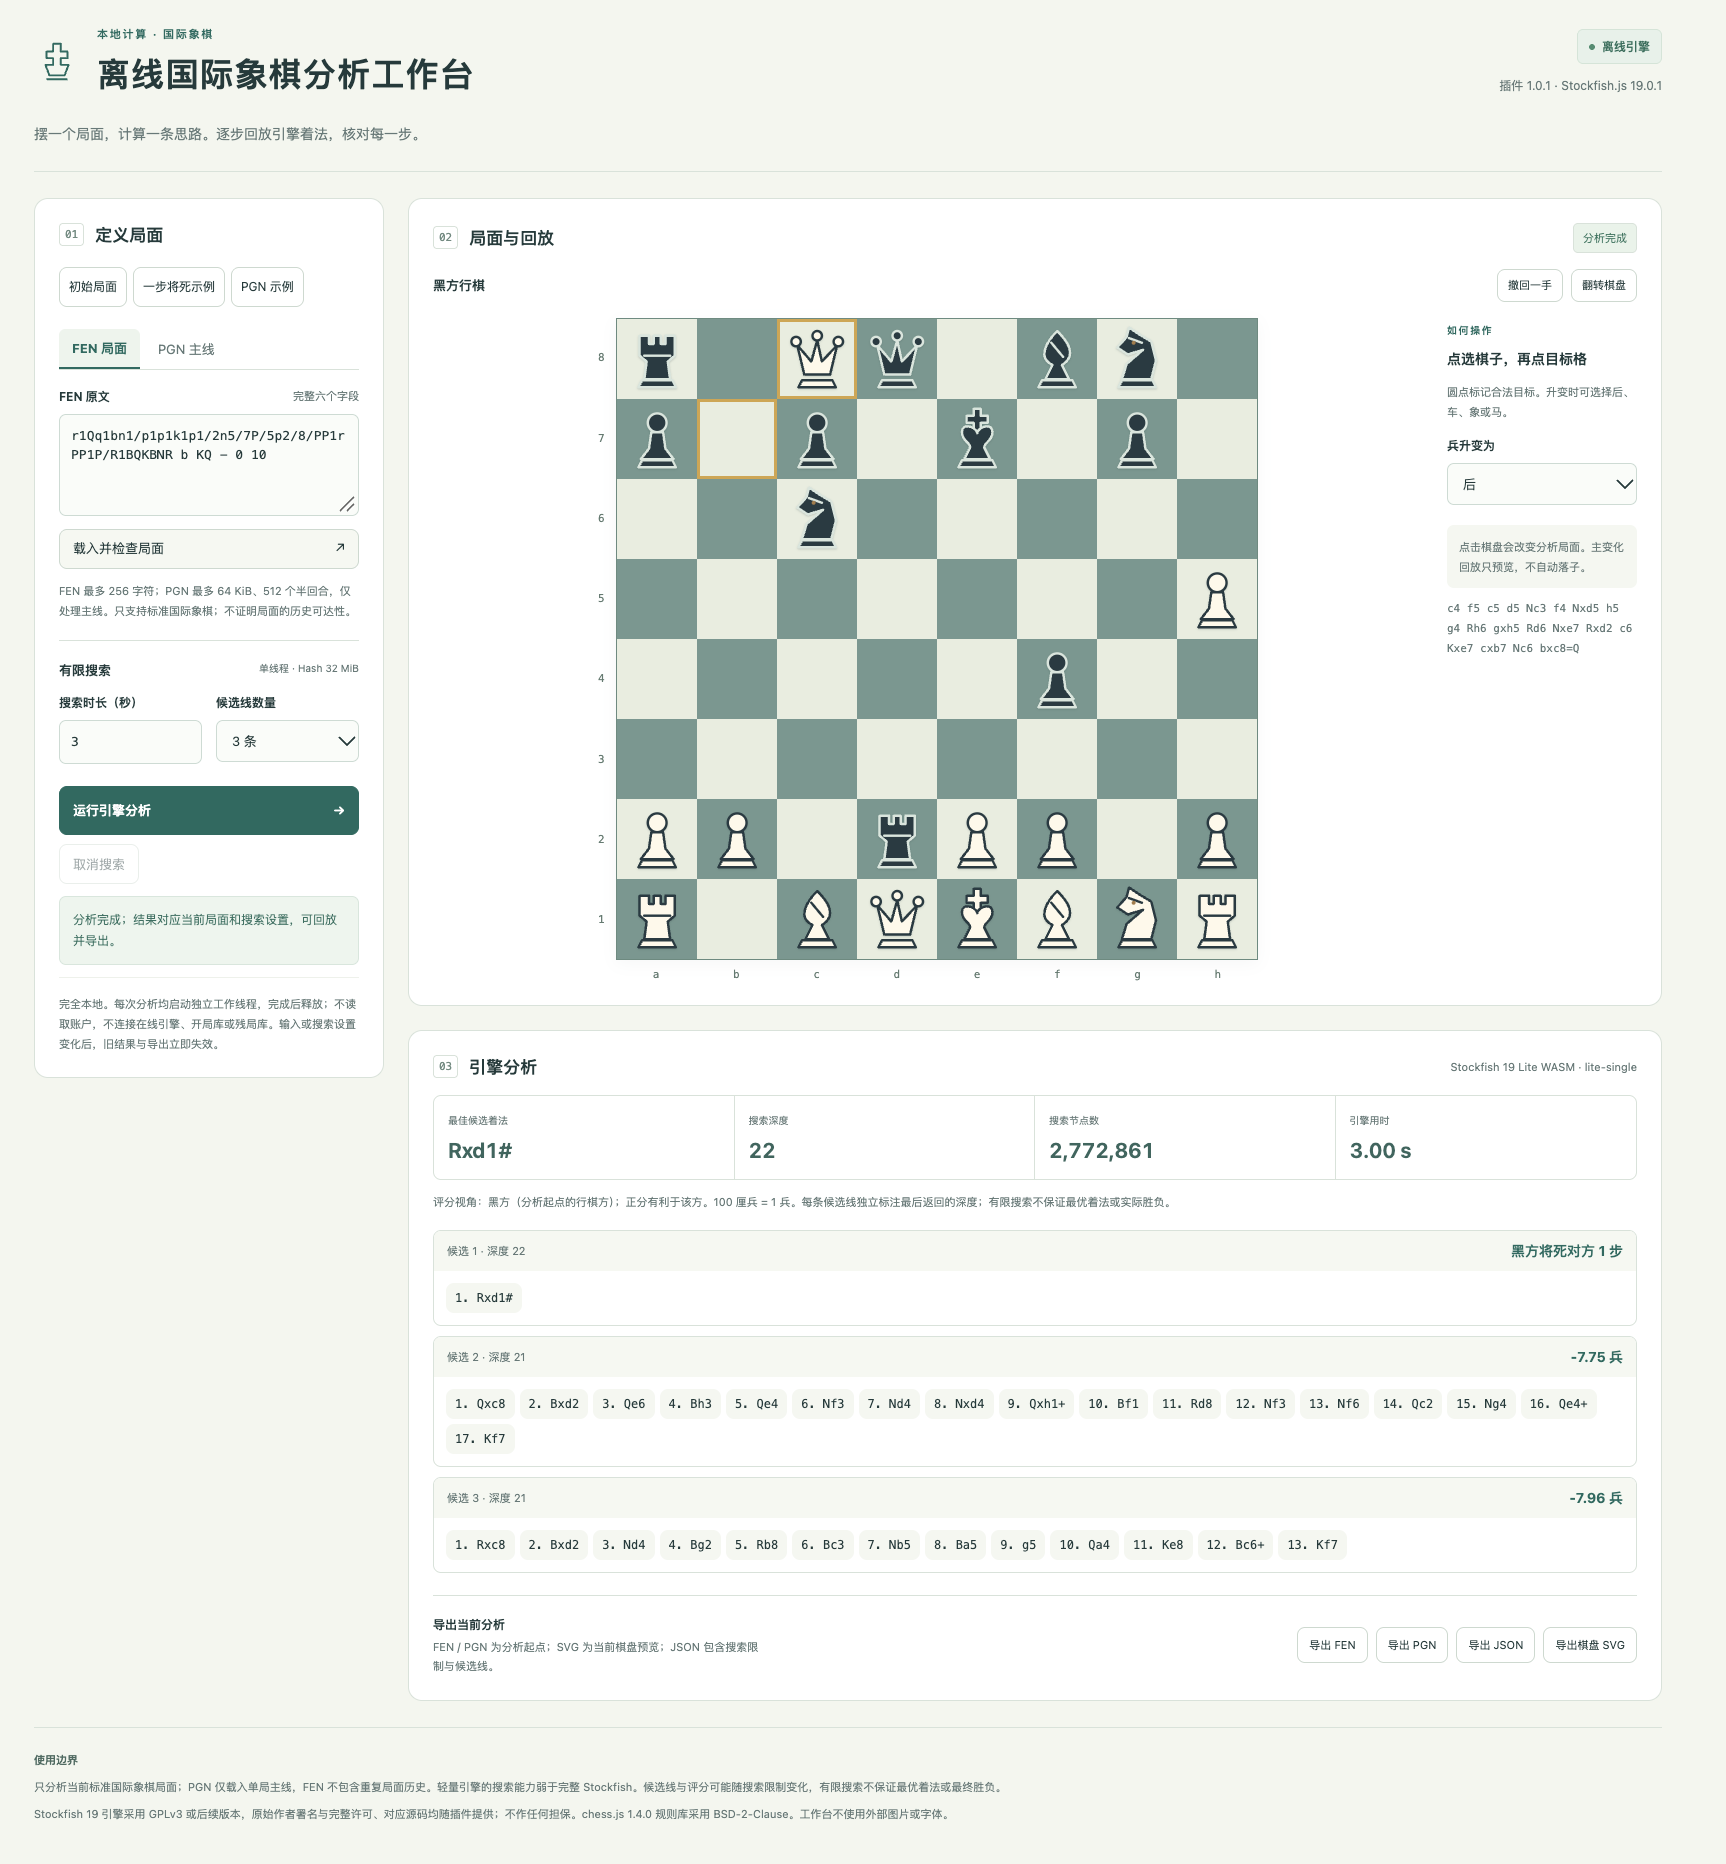 本地计算 · 国际象棋
离线国际象棋分析工作台
离线引擎
插件 1.0.1 · Stockfish.js 19.0.1
摆一个局面，计算一条思路。逐步回放引擎着法，核对每一步。
01 定义局面
初始局面 一步将死示例 PGN 示例
FEN 局面 PGN 主线
FEN 原文 完整六个字段
r1Qq1bn1/p1p1k1p1/2n5/7P/5p2/8/PP1r
PP1P/R1BQKBNR b KQ – 0 10
载入并检查局面 ↗
FEN 最多 256 字符；PGN 最多 64 KiB、512 个半回合，仅
处理主线。只支持标准国际象棋；不证明局面的历史可达性。
有限搜索 单线程 · Hash 32 MiB
搜索时长（秒） 候选线数量
3 3 条
运行引擎分析 →
取消搜索
分析完成；结果对应当前局面和搜索设置，可回放
并导出。
完全本地。每次分析均启动独立工作线程，完成后释放；不读
取账户，不连接在线引擎、开局库或残局库。输入或搜索设置
变化后，旧结果与导出立即失效。
02 局面与回放
分析完成
黑方行棋
撤回一手 翻转棋盘
8
7
6
5
4
3
2
1
a b c d e f g h
如何操作
点选棋子，再点目标格
圆点标记合法目标。升变时可选择后、
车、象或马。
兵升变为
后
点击棋盘会改变分析局面。主变化
回放只预览，不自动落子。
c4 f5 c5 d5 Nc3 f4 Nxd5 h5
g4 Rh6 gxh5 Rd6 Nxe7 Rxd2 c6
Kxe7 cxb7 Nc6 bxc8=Q
03 引擎分析
Stockfish 19 Lite WASM · lite-single
最佳候选着法 搜索深度 搜索节点数 引擎用时
Rxd1# 22 2,772,861 3.00 s
评分视角：黑方（分析起点的行棋方）；正分有利于该方。100 厘兵 = 1 兵。每条候选线独立标注最后返回的深度；有限搜索不保证最优着法或实际胜负。
候选 1 · 深度 22 黑方将死对方 1 步
1. Rxd1#
候选 2 · 深度 21 -7.75 兵
1. Qxc8 2. Bxd2 3. Qe6 4. Bh3 5. Qe4 6. Nf3 7. Nd4 8. Nxd4 9. Qxh1+ 10. Bf1 11. Rd8 12. Nf3 13. Nf6 14. Qc2 15. Ng4 16. Qe4+
17. Kf7
候选 3 · 深度 21 -7.96 兵
1. Rxc8 2. Bxd2 3. Nd4 4. Bg2 5. Rb8 6. Bc3 7. Nb5 8. Ba5 9. g5 10. Qa4 11. Ke8 12. Bc6+ 13. Kf7
导出当前分析
FEN / PGN 为分析起点；SVG 为当前棋盘预览；JSON 包含搜索限
制与候选线。
导出 FEN 导出 PGN 导出 JSON 导出棋盘 SVG
使用边界
只分析当前标准国际象棋局面；PGN 仅载入单局主线，FEN 不包含重复局面历史。轻量引擎的搜索能力弱于完整 Stockfish。候选线与评分可能随搜索限制变化，有限搜索不保证最优着法或最终胜负。
Stockfish 19 引擎采用 GPLv3 或后续版本，原始作者署名与完整许可、对应源码均随插件提供；不作任何担保。chess.js 1.4.0 规则库采用 BSD-2-Clause。工作台不使用外部图片或字体。